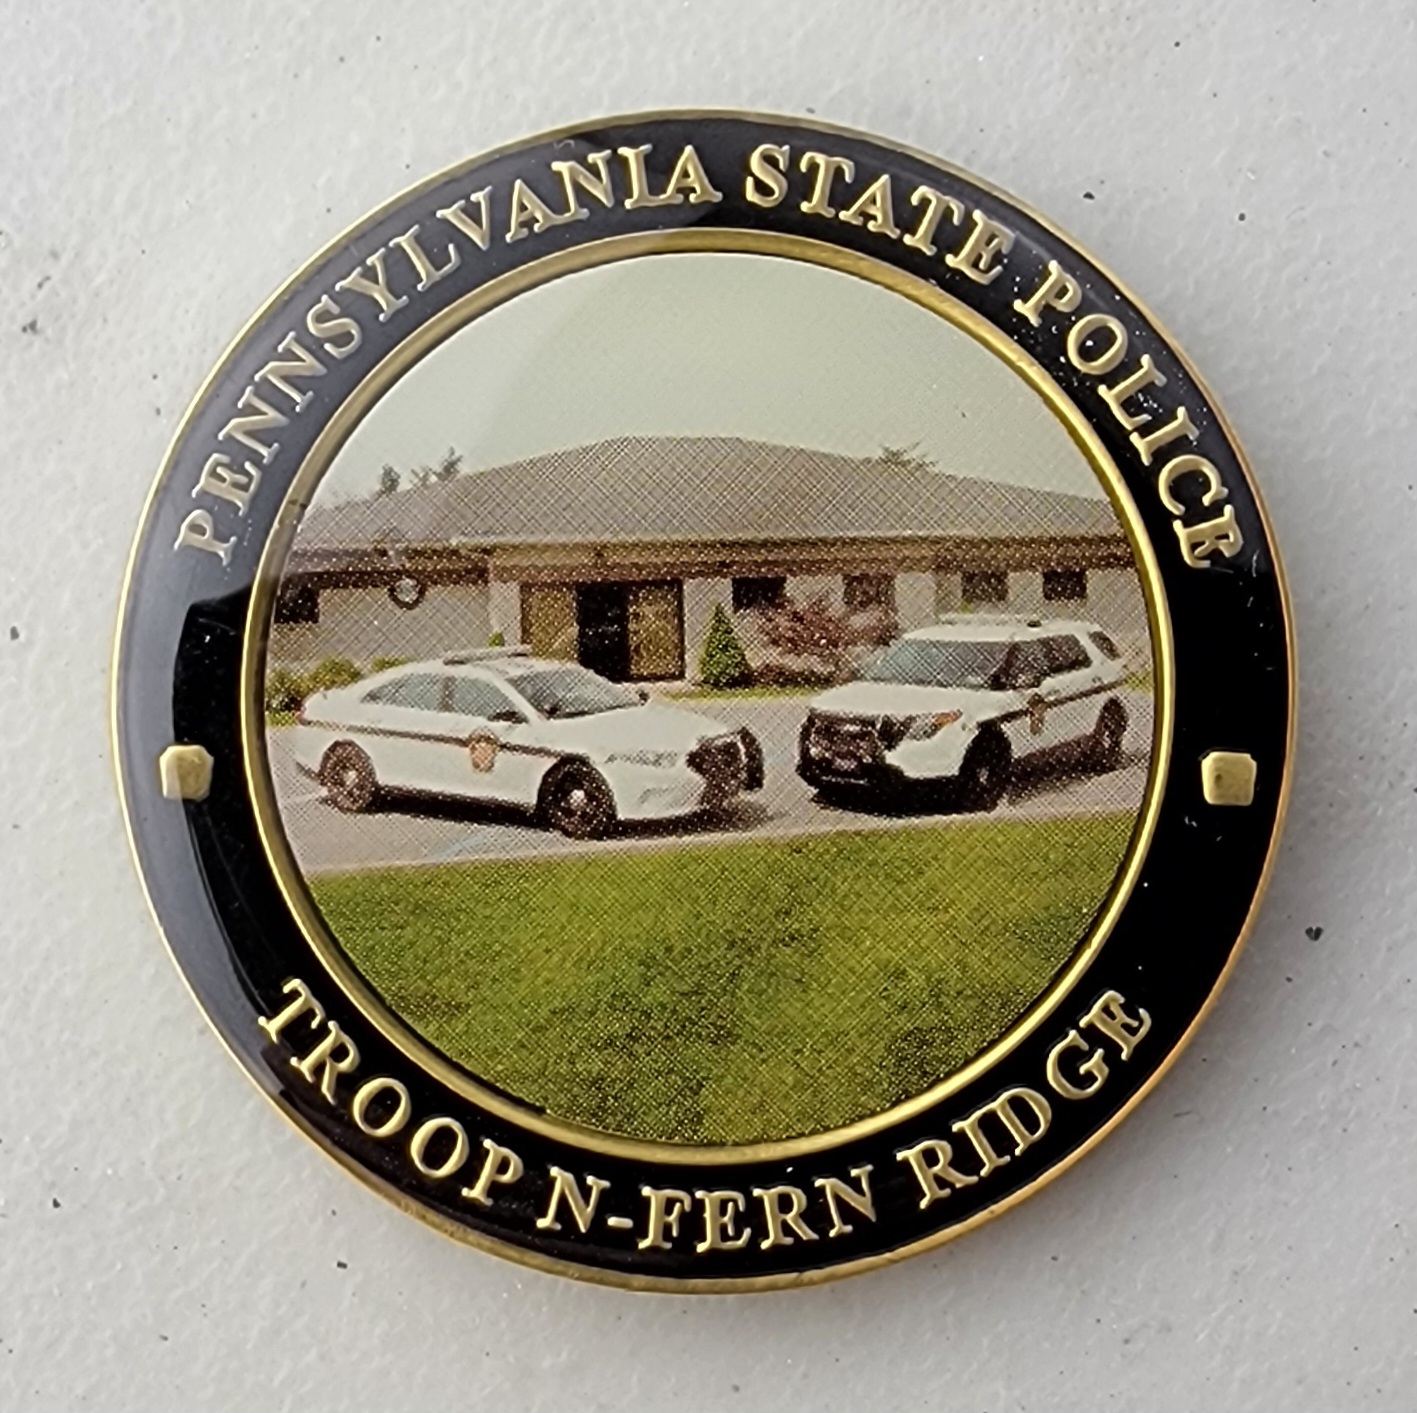 PENNSYLVANIA STATE POLICE
TROOP N-FERN RIDGE